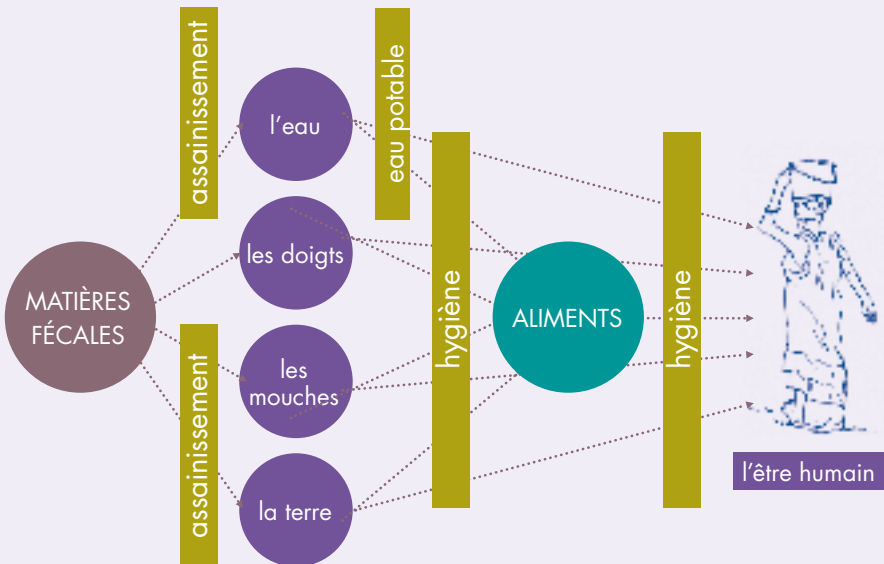 assainissement
l'eau
eau potable
les doigts
MATIÈRES
FÉCALES
hygiène
ALIMENTS
hygiène
assainissement
les
mouches
l'être humain
la terre